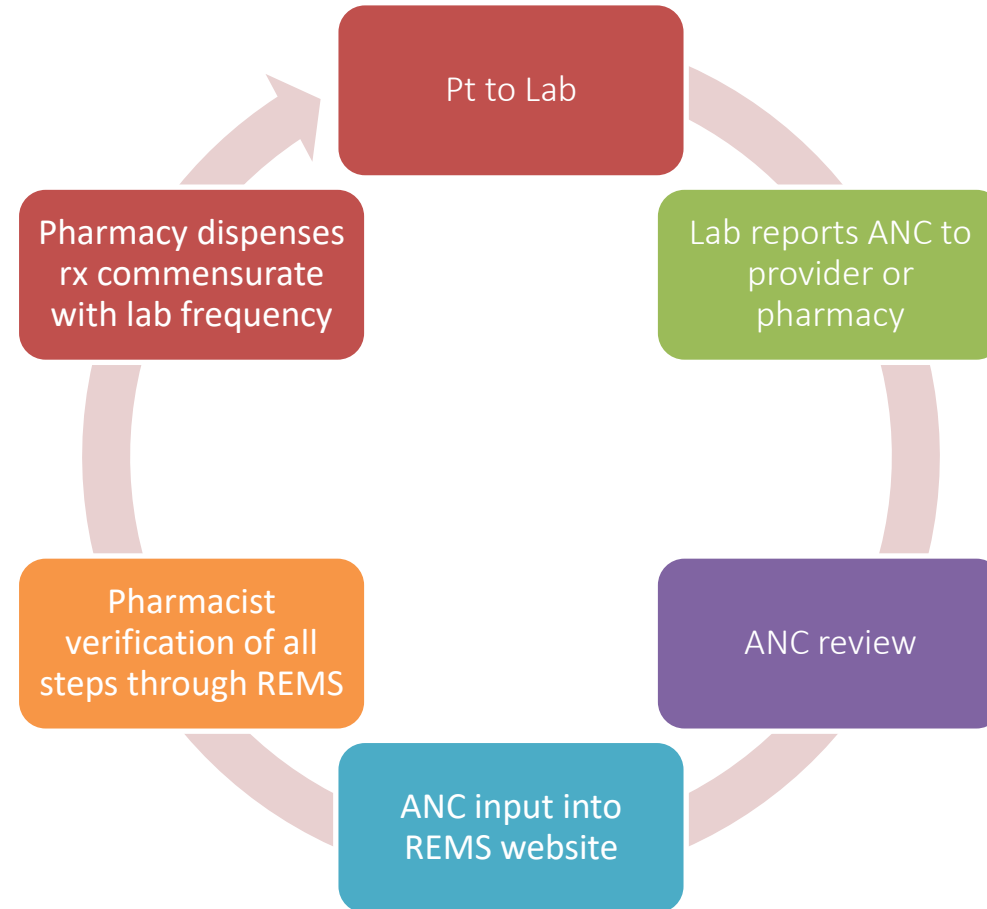 Pt to Lab
Lab reports ANC to
provider or
pharmacy
ANC review
ANC input into
REMS website
Pharmacist
verification of all
steps through REMS
Pharmacy dispenses
rx commensurate
with lab frequency